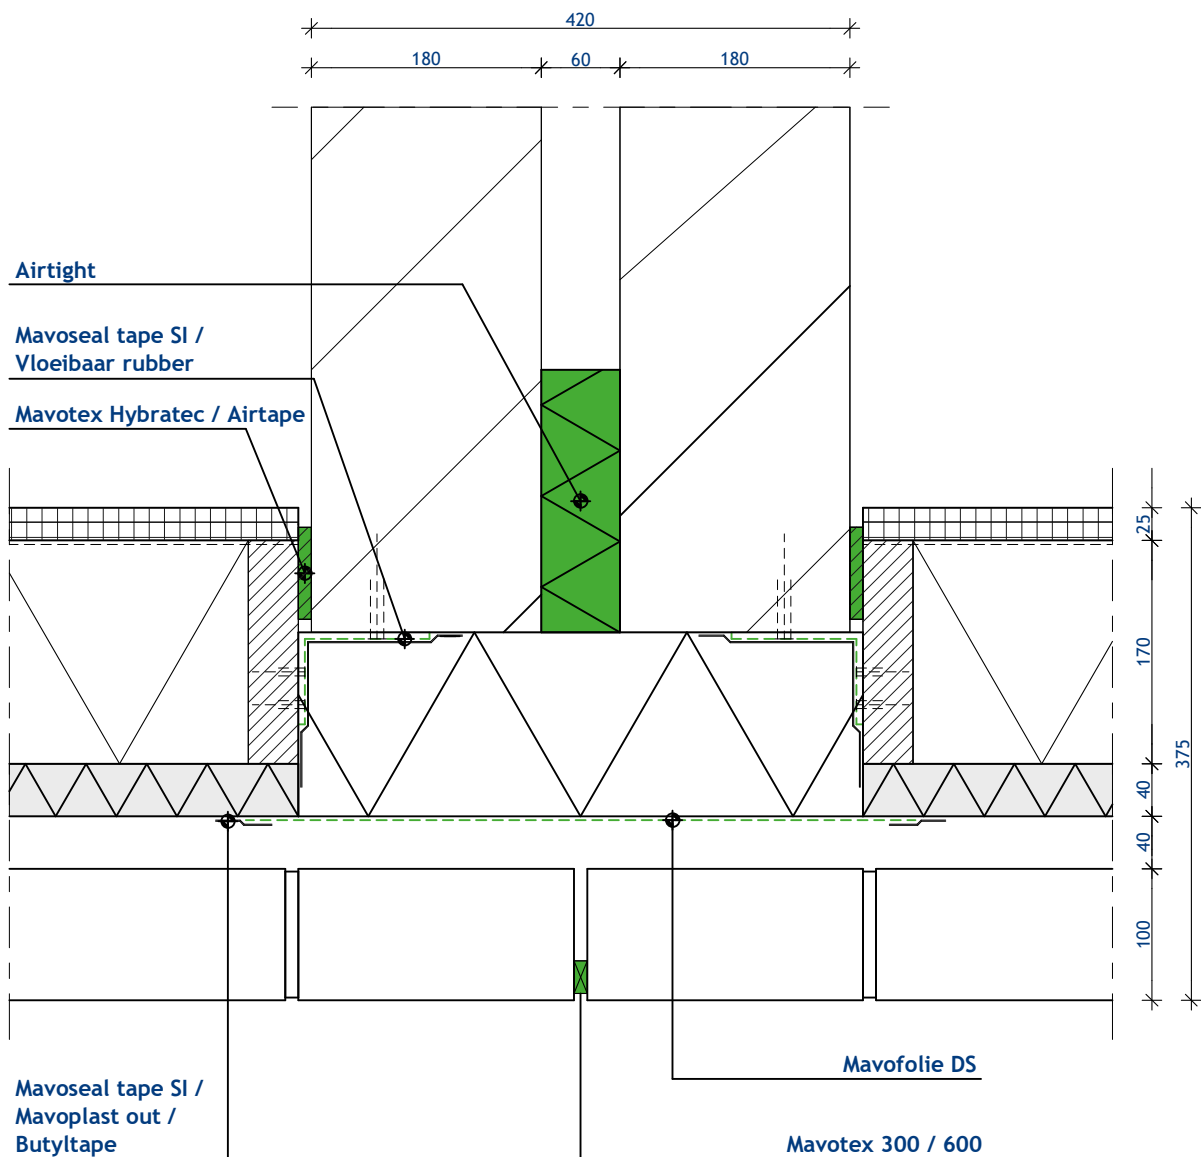 420
180
60
180
Airtight
Mavoseal tape SI /
Vloeibaar rubber
Mavotex Hybratec / Airtape
25
170
375
40
40
100
Mavofolie DS
Mavoseal tape SI /
Mavoplast out /
Butyltape
Mavotex 300 / 600